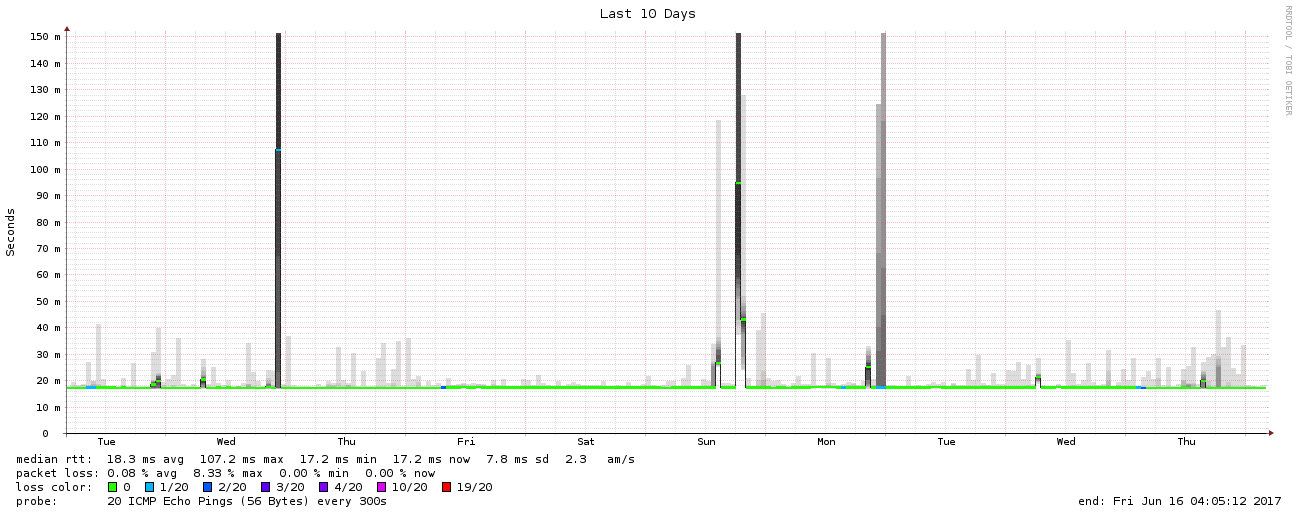 Last 10 Days
RRDTOOL / TOBI OETIKER
Seconds
150 m
140 m
130 m
120 m
110 m
100 m
90 m
80 m
70 m
60 m
50 m
40 m
30 m
20 m
10 m
0
Tue Wed Thu Fri Sat Sun Mon Tue Wed Thu
median rtt: 18.3 ms avg 107.2 ms max 17.2 ms min 17.2 ms now 7.8 ms sd 2.3 am/s
packet loss: 0.08 % avg 8.33 % max 0.00 % min 0.00 % now
loss color: 0 1/20 2/20 3/20 4/20 10/20 19/20
probe: 20 ICMP Echo Pings (56 Bytes) every 300s end: Fri Jun 16 04:05:12 2017